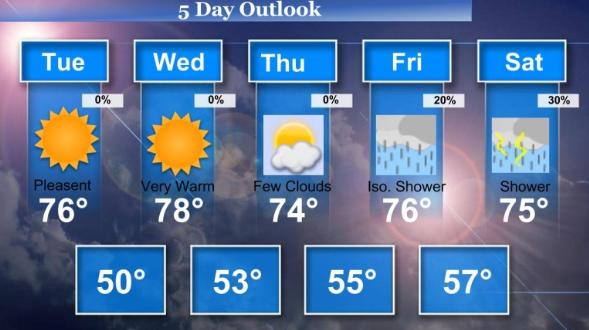 5 Day Outlook
Tue Wed Thu Fri Sat
0% 0% 0% 20% 30%
Pleasent Very Warm Few Clouds Iso. Shower Shower
76° 78° 74° 76° 75°
50° 53° 55° 57°